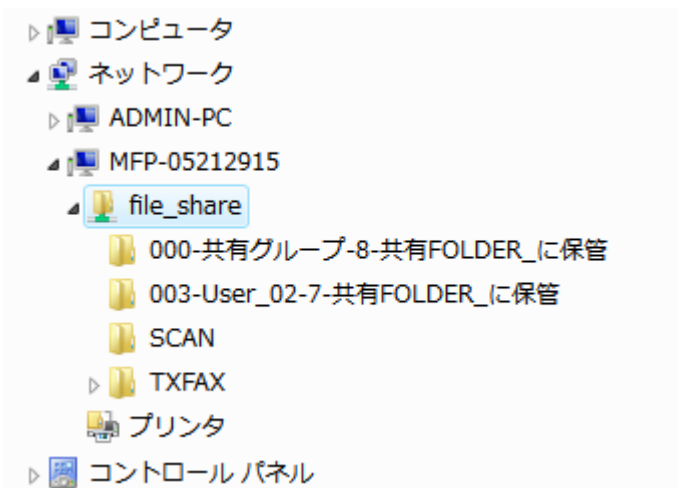 コンピュータ
ネットワーク
ADMIN-PC
MFP-05212915
file_share
000-共有グループ-8-共有FOLDER_に保管
003-User_02-7-共有FOLDER_に保管
SCAN
TXFAX
プリンタ
コントロール パネル